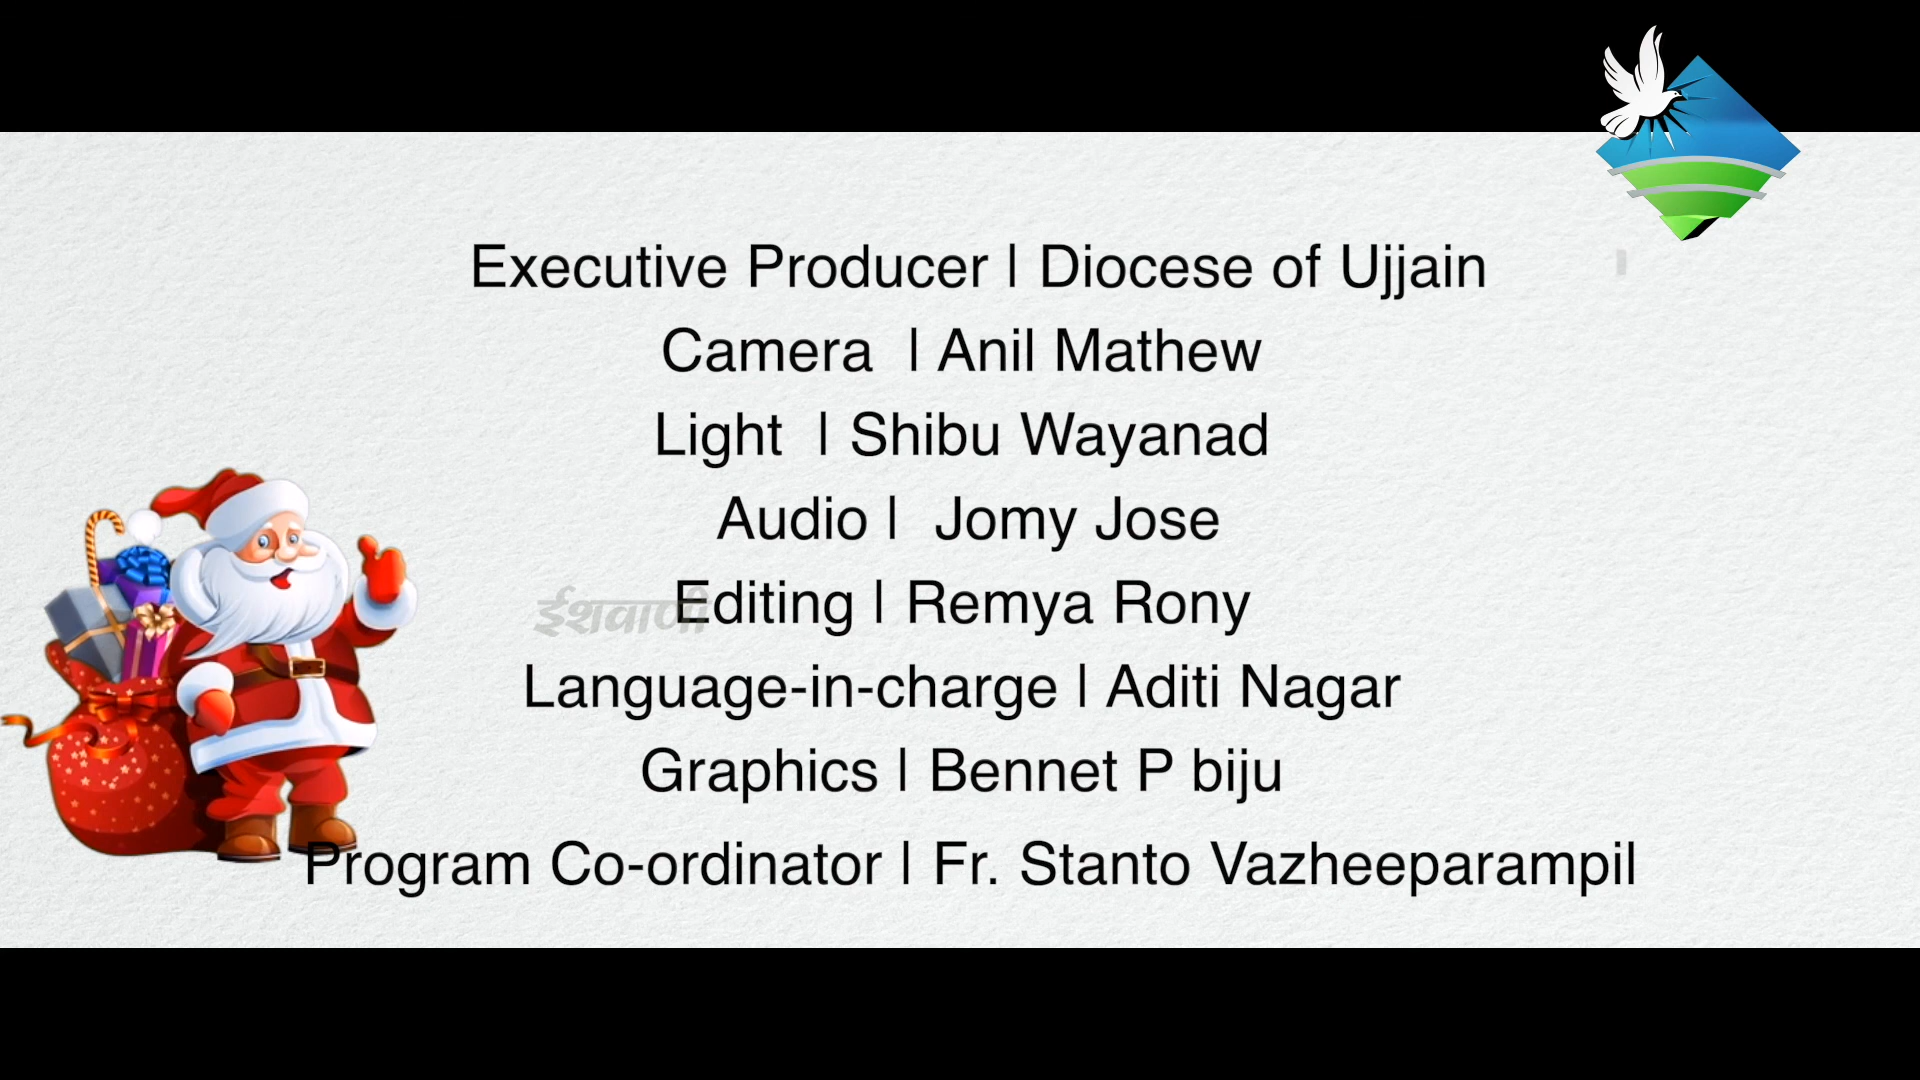 Executive Producer | Diocese of Ujjain
Camera | Anil Mathew
Light | Shibu Wayanad
Audio | Jomy Jose
ईशवाणी
Editing | Remya Rony
Language-in-charge | Aditi Nagar
Graphics | Bennet P biju
Program Co-ordinator | Fr. Stanto Vazheeparampil